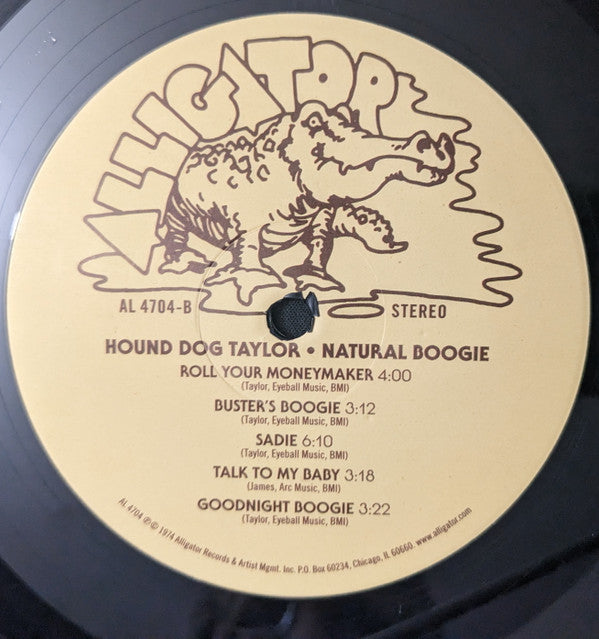 ALLIGATOR
AL 4704-B
STEREO
HOUND DOG TAYLOR • NATURAL BOOGIE
ROLL YOUR MONEYMAKER 4:00
(Taylor, Eyeball Music, BMI)
BUSTER'S BOOGIE 3:12
(Taylor, Eyeball Music, BMI)
SADIE 6:10
(Taylor, Eyeball Music, BMI)
TALK TO MY BABY 3:18
(James, Arc Music, BMI)
GOODNIGHT BOOGIE 3:22
(Taylor, Eyeball Music, BMI)
AL 4704 ℗ © 1974 Alligator Records & Artist Mgmt. Inc. P.O. Box 60234, Chicago, IL 60660. www.alligator.com